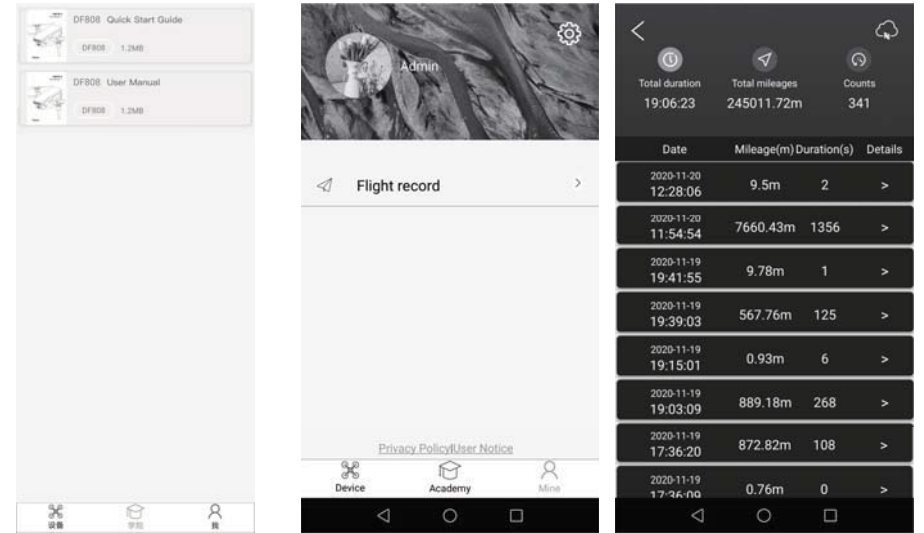 DF808 Quick Start Guide
DF808 1.2MB
DF808 User Manual
DF808 1.2MB
设备 学院 我
Admin
Flight record >
Privacy Policy|User Notice
Device Academy Mine
Total duration Total mileages Counts
19:06:23 245011.72m 341
Date Mileage(m) Duration(s) Details
2020-11-20
12:28:06 9.5m 2 >
2020-11-20
11:54:54 7660.43m 1356 >
2020-11-19
19:41:55 9.78m 1 >
2020-11-19
19:39:03 567.76m 125 >
2020-11-19
19:15:01 0.93m 6 >
2020-11-19
19:03:09 889.18m 268 >
2020-11-19
17:36:20 872.82m 108 >
2020-11-19
17:36:09 0.76m 0 >